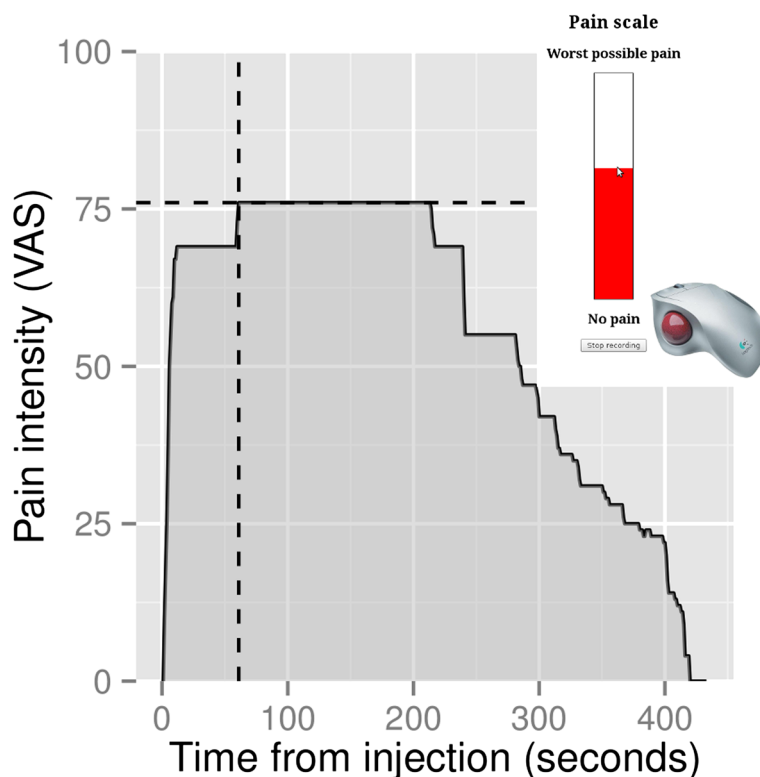 Pain scale
Worst possible pain
No pain
Stop recording
100
75
50
25
0
Pain intensity (VAS)
0 100 200 300 400
Time from injection (seconds)